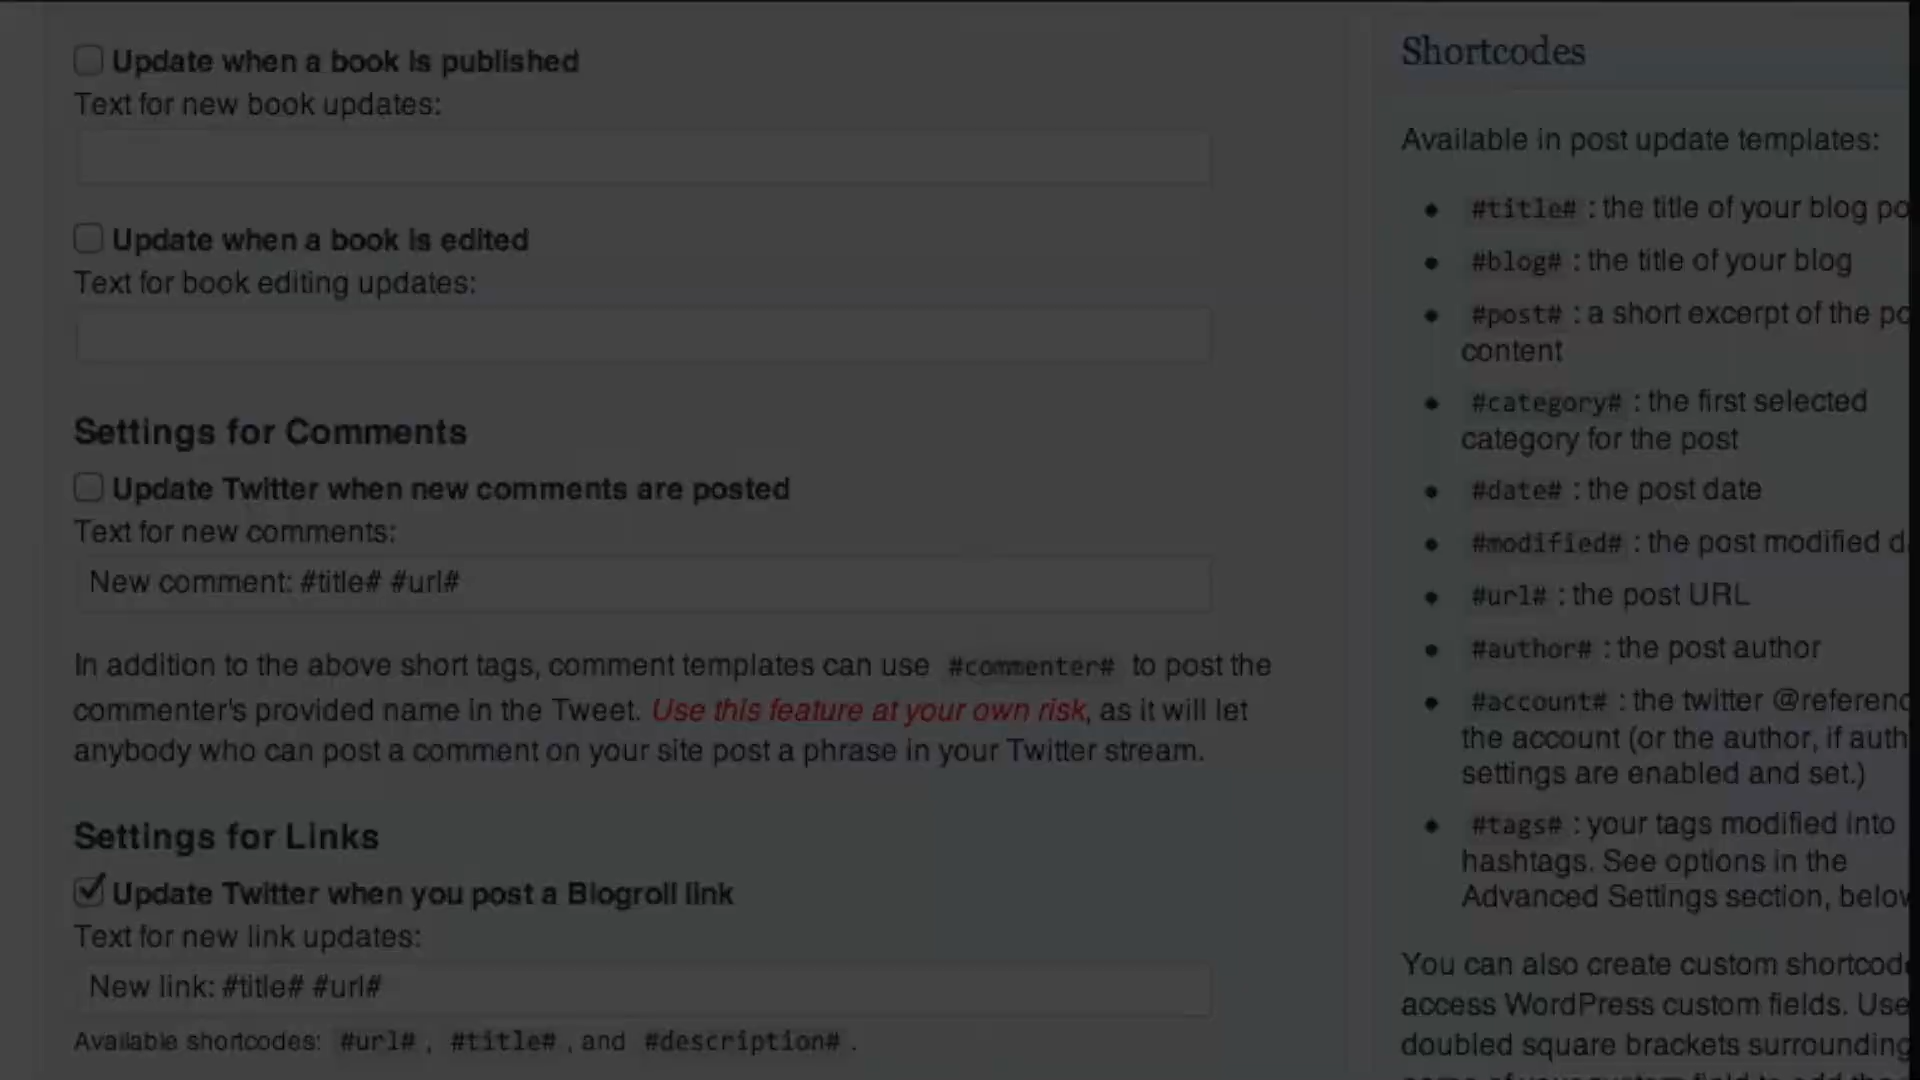 Update when a book is published
Text for new book updates:
Update when a book is edited
Text for book editing updates:
Settings for Comments
Update Twitter when new comments are posted
Text for new comments:
New comment: #title# #url#
In addition to the above short tags, comment templates can use #commenter# to post the
commenter's provided name in the Tweet. Use this feature at your own risk, as it will let
anybody who can post a comment on your site post a phrase in your Twitter stream.
Settings for Links
Update Twitter when you post a Blogroll link
Text for new link updates:
New link: #title# #url#
Available shortcodes: #url# , #title# , and #description# .
Shortcodes
Available in post update templates:
#title# : the title of your blog
#blog# : the title of your blog
#post# : a short excerpt of the
content
#category# : the first selected
category for the post
#date# : the post date
#modified# : the post modified
#url# : the post URL
#author# : the post author
#account# : the twitter
the account (or the author, if
settings are enabled and set.)
#tags# : your tags modified into
hashtags. See options in the
Advanced Settings section,
You can also create custom
access WordPress custom fields. Use
doubled square brackets surrounding